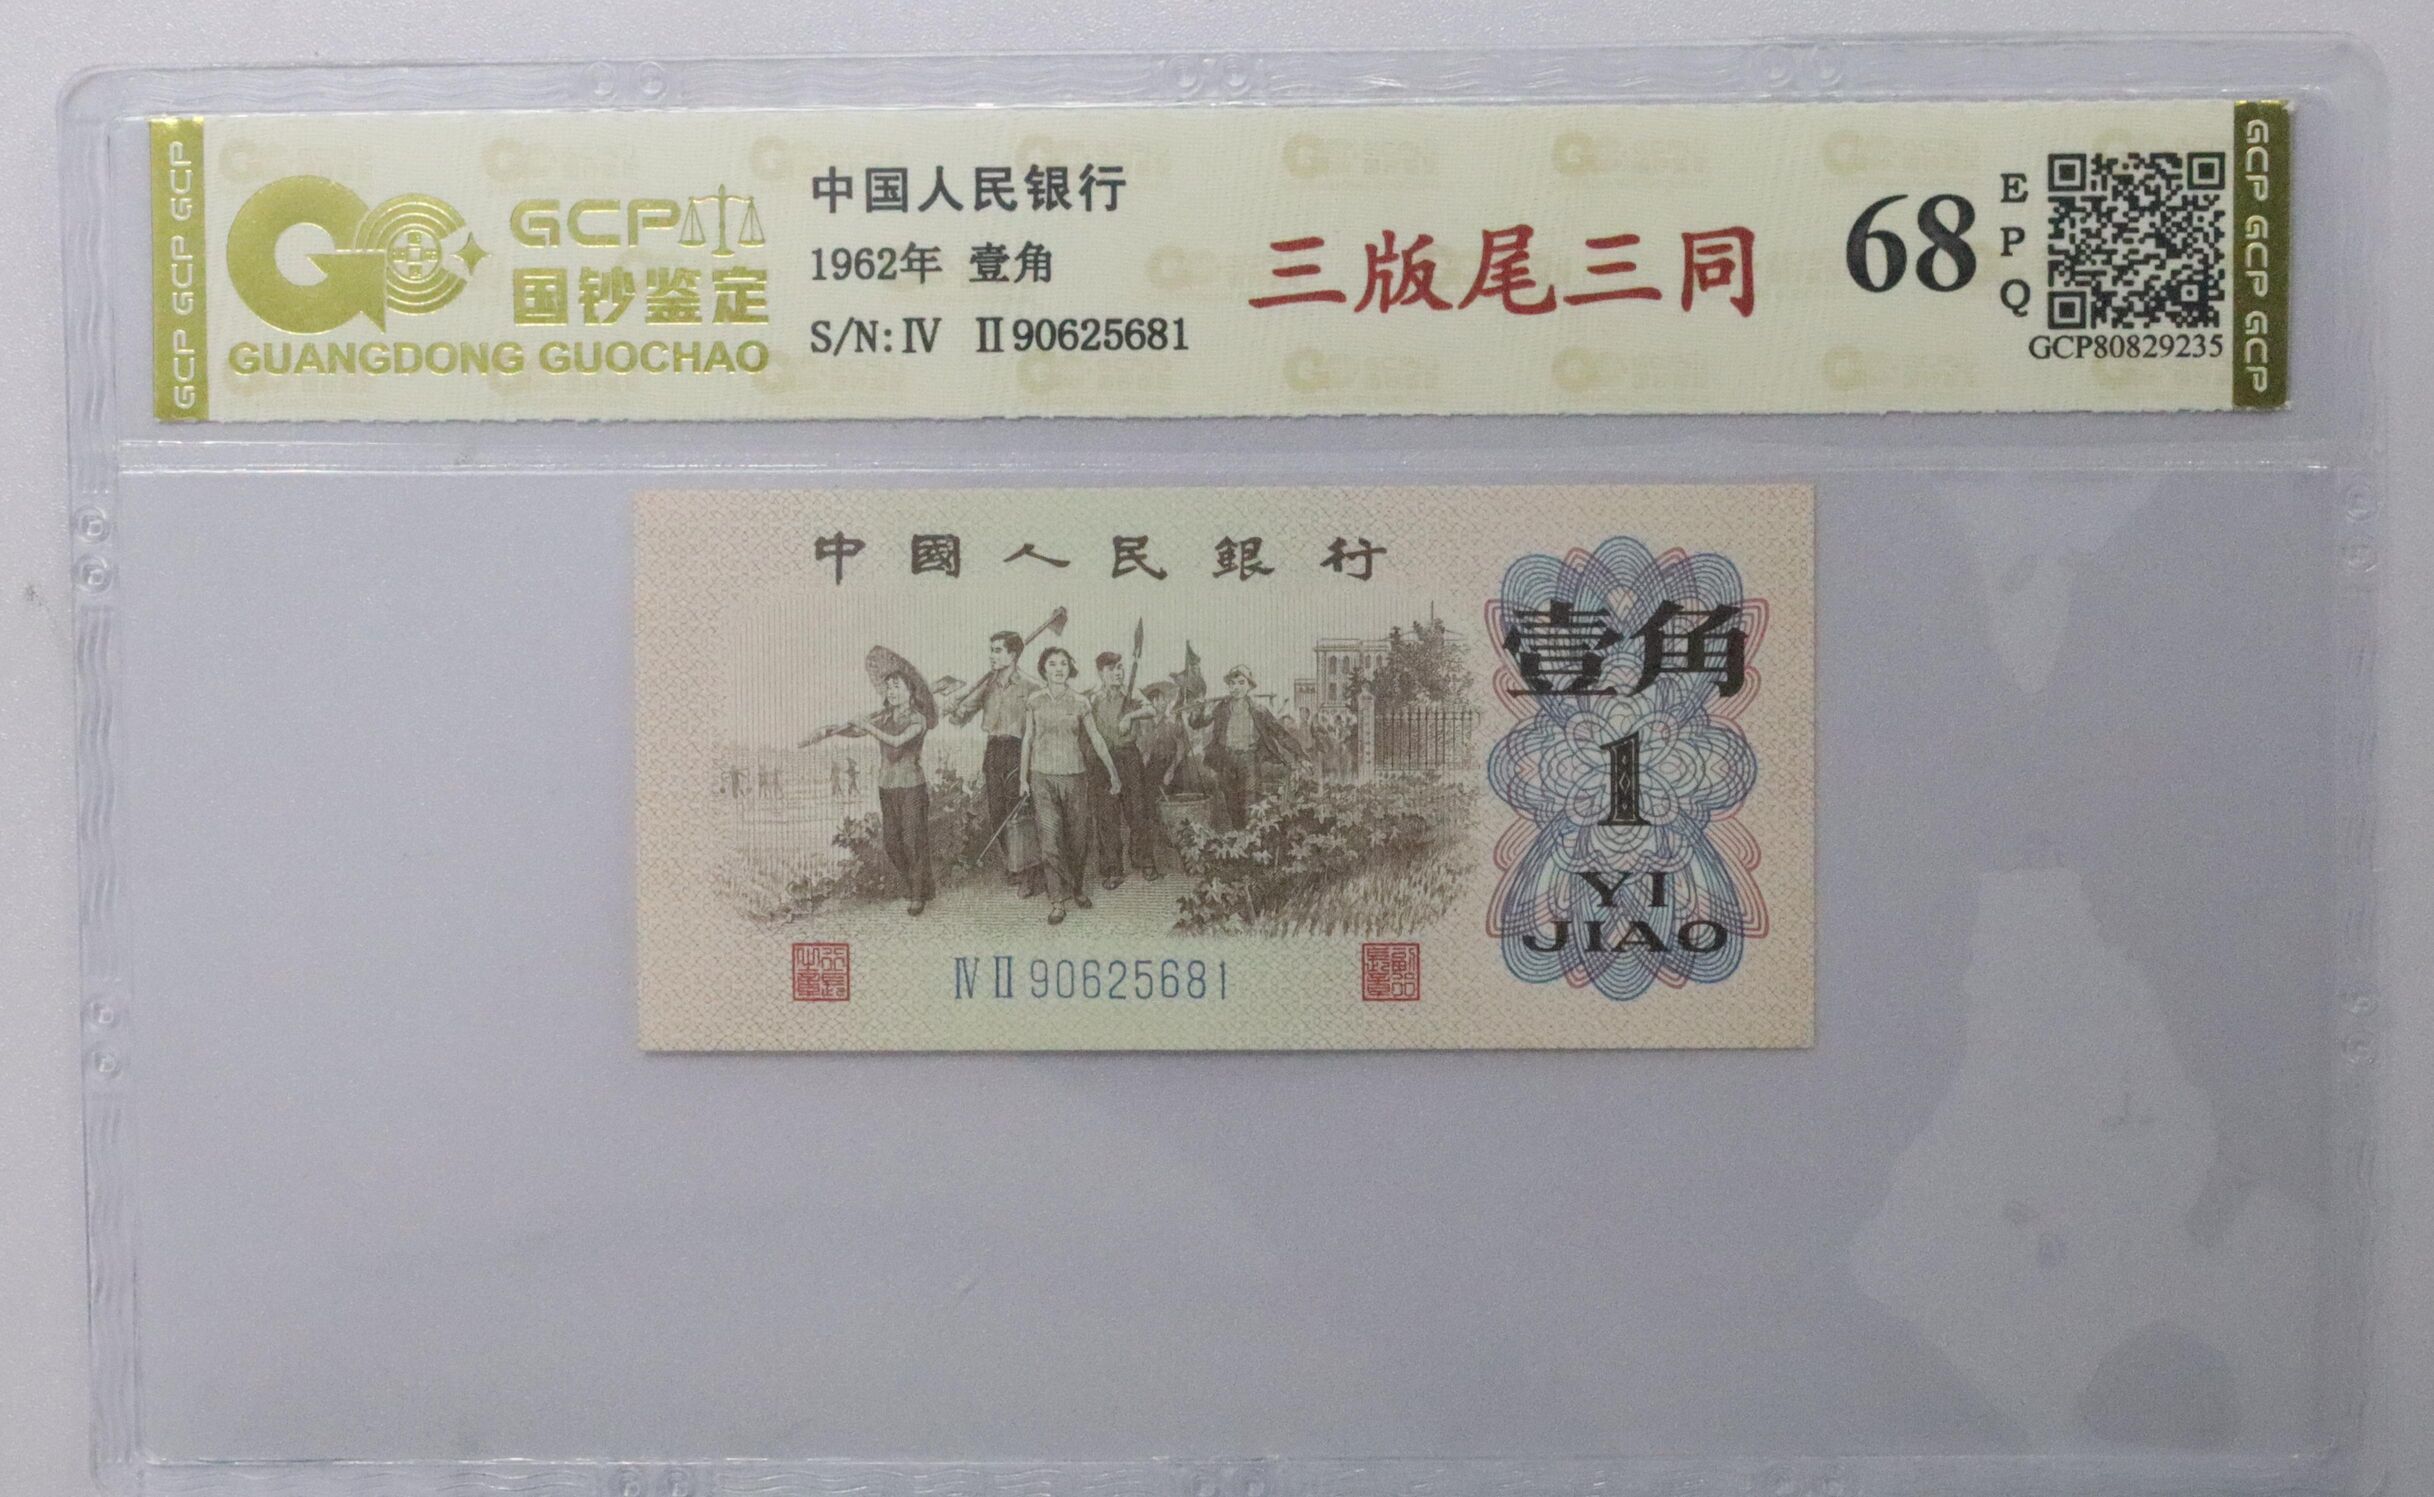 GCP GCP GCP
GCP
国钞鉴定
GUANGDONG GUOCHAO
中国人民银行
1962年 壹角
S/N: Ⅳ Ⅱ90625681
三版尾三同
68
EPQ
GCP80829235
GCP GCP GCP
中國人民銀行
壹角
1
YI
JIAO
Ⅳ Ⅱ 90625681